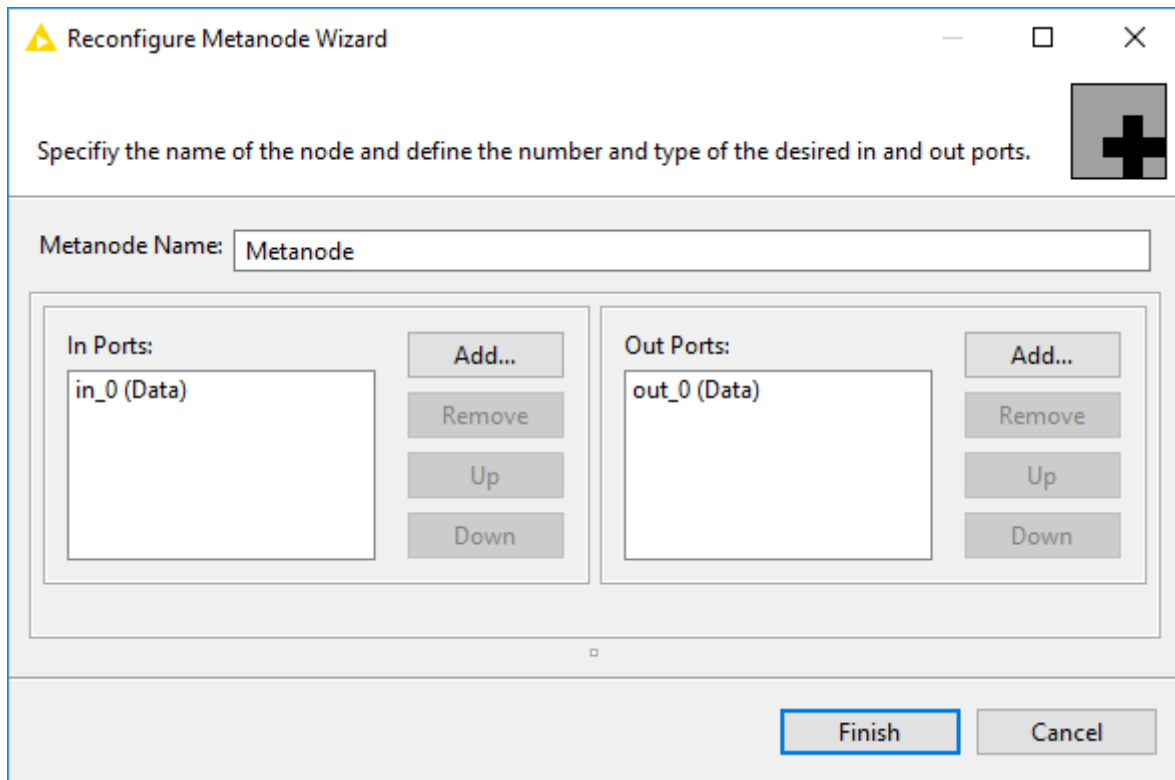 Reconfigure Metanode Wizard
Specifiy the name of the node and define the number and type of the desired in and out ports.
Metanode Name: Metanode
In Ports:
Add...
in_0 (Data)
Remove
Up
Down
Out Ports:
Add...
out_0 (Data)
Remove
Up
Down
Finish
Cancel